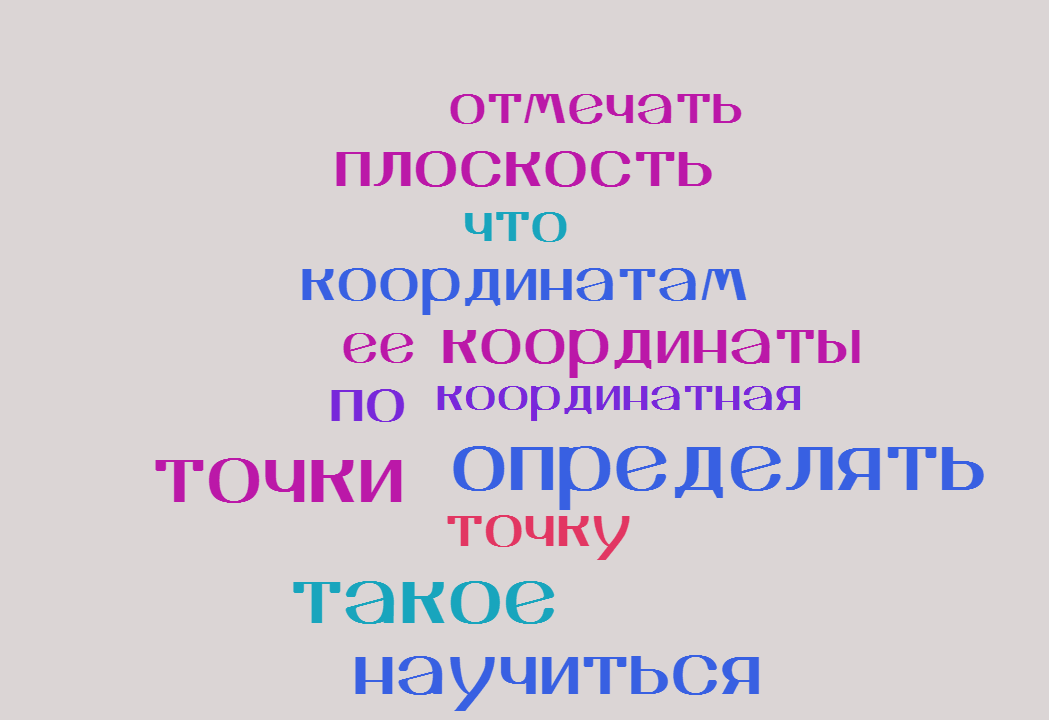 отмечать
плоскость
что
координатам
ее координаты
по координатная
точки определять
точку
такое
научиться